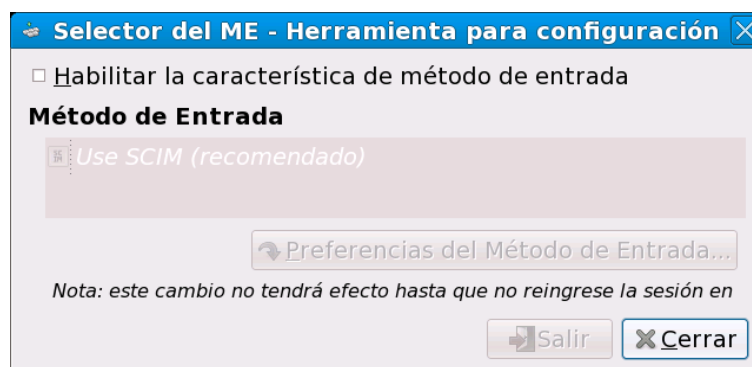 Selector del ME - Herramienta para configuración
Habilitar la característica de método de entrada
Método de Entrada
Use SCIM (recomendado)
Preferencias del Método de Entrada...
Nota: este cambio no tendrá efecto hasta que no reingrese la sesión en
Salir
Cerrar